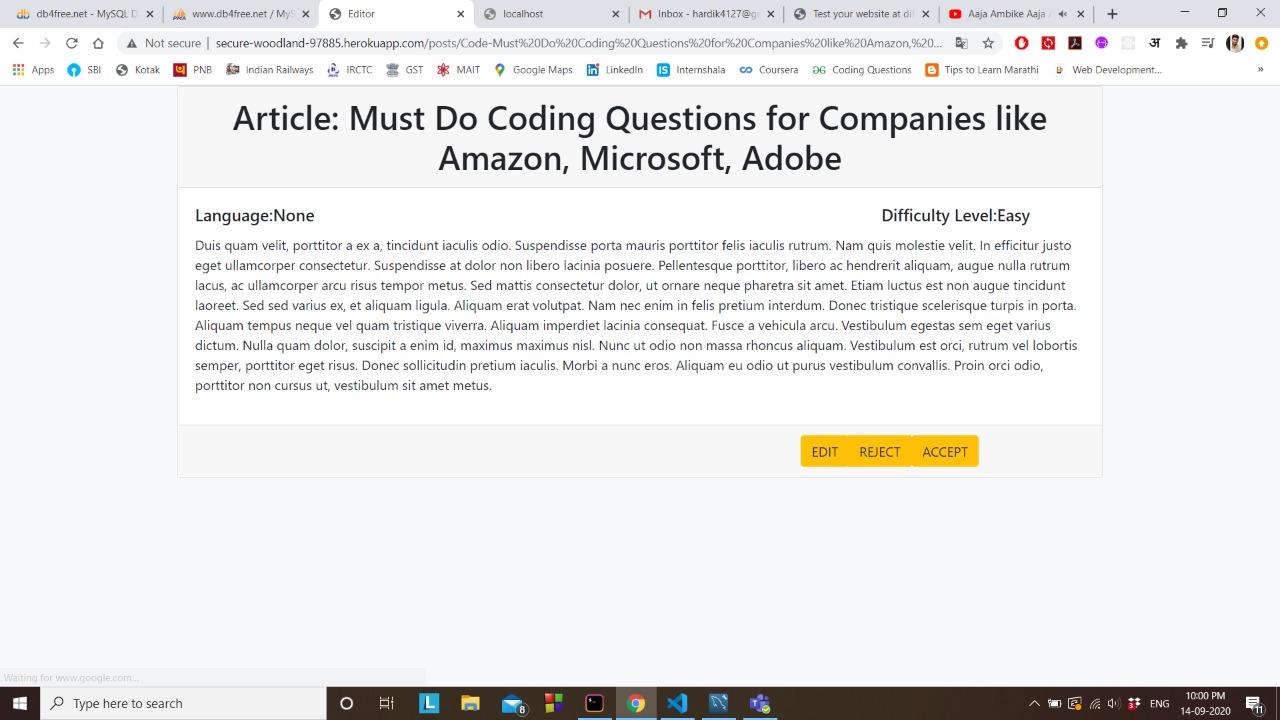 db4free.net - MySQL D
www.db4free.net / MyS
Editor
localhost
Inbox - hardik4127@g
Test your website at di
Aaja Ambike Aaja
Not secure | secure-woodland-97885.herokuapp.com/posts/Code-Must%20Do%20Coding%20Questions%20for%20Companies%20like%20Amazon,%20...
अ
Apps SBI Kotak PNB Indian Railways IRCTC GST MAIT Google Maps LinkedIn Internshala Coursera Coding Questions Tips to Learn Marathi Web Development... »
Article: Must Do Coding Questions for Companies like
Amazon, Microsoft, Adobe
Language:None Difficulty Level:Easy
Duis quam velit, porttitor a ex a, tincidunt iaculis odio. Suspendisse porta mauris porttitor felis iaculis rutrum. Nam quis molestie velit. In efficitur justo
eget ullamcorper consectetur. Suspendisse at dolor non libero lacinia posuere. Pellentesque porttitor, libero ac hendrerit aliquam, augue nulla rutrum
lacus, ac ullamcorper arcu risus tempor metus. Sed mattis consectetur dolor, ut ornare neque pharetra sit amet. Etiam luctus est non augue tincidunt
laoreet. Sed sed varius ex, et aliquam ligula. Aliquam erat volutpat. Nam nec enim in felis pretium interdum. Donec tristique scelerisque turpis in porta.
Aliquam tempus neque vel quam tristique viverra. Aliquam imperdiet lacinia consequat. Fusce a vehicula arcu. Vestibulum egestas sem eget varius
dictum. Nulla quam dolor, suscipit a enim id, maximus maximus nisl. Nunc ut odio non massa rhoncus aliquam. Vestibulum est orci, rutrum vel lobortis
semper, porttitor eget risus. Donec sollicitudin pretium iaculis. Morbi a nunc eros. Aliquam eu odio ut purus vestibulum convallis. Proin orci odio,
porttitor non cursus ut, vestibulum sit amet metus.
EDIT REJECT ACCEPT
Waiting for www.google.com...
Type here to search
L
8
ENG
10:00 PM
14-09-2020
11